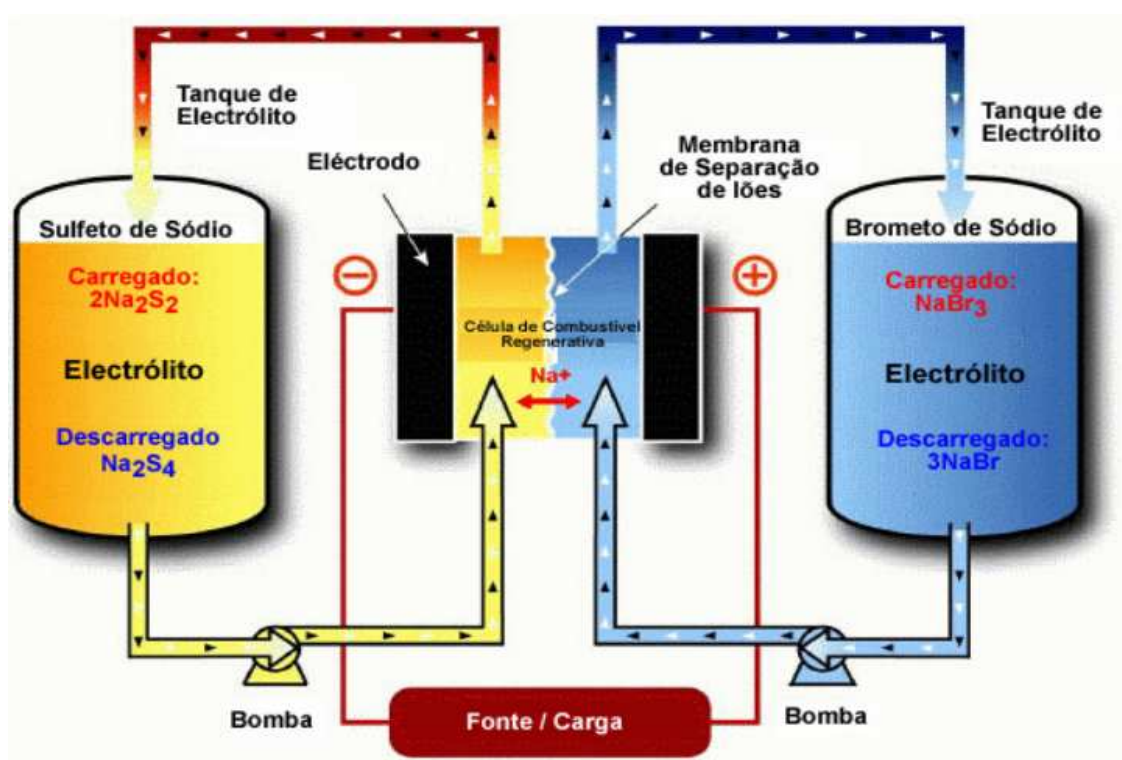 Tanque de
Electrólito
Eléctrodo
Membrana
de Separação
de Iões
Tanque de
Electrólito
Sulfeto de Sódio
Carregado:
2Na₂S₂
Electrólito
Descarregado
Na₂S₄
−
+
Célula de Combustível
Regenerativa
Na+
Brometo de Sódio
Carregado:
NaBr₃
Electrólito
Descarregado:
3NaBr
Bomba
Fonte / Carga
Bomba